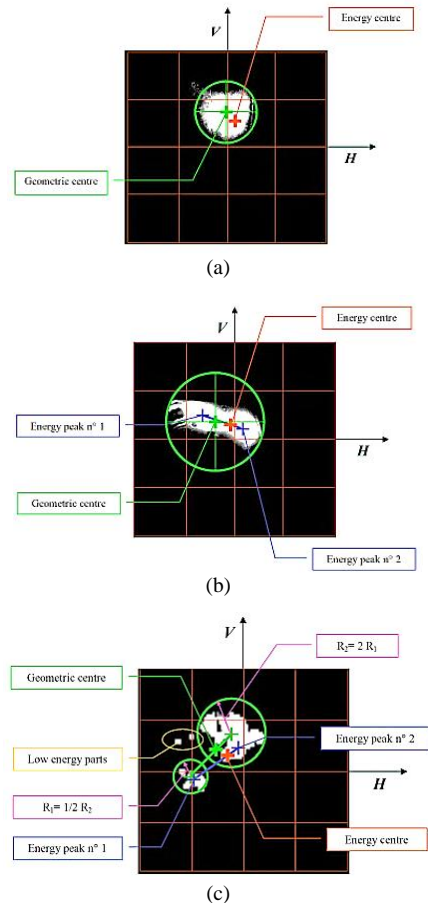 V
Energy centre
H
Geometric centre
(a)
V
Energy centre
Energy peak n° 1
H
Geometric centre
Energy peak n° 2
(b)
V
R₂= 2 R₁
Geometric centre
Energy peak n° 2
Low energy parts
H
R₁= 1/2 R₂
Energy peak n° 1
Energy centre
(c)